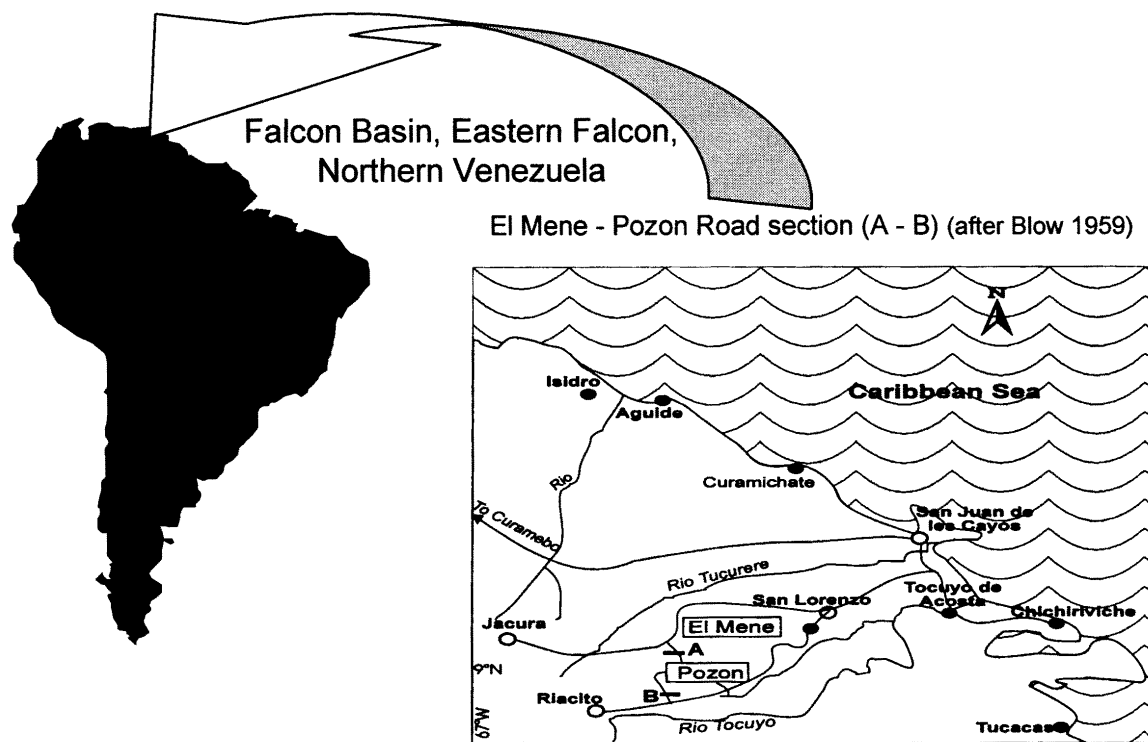 Falcon Basin, Eastern Falcon,
Northern Venezuela
El Mene - Pozon Road section (A - B) (after Blow 1959)
N
Caribbean Sea
Isidro
Aguide
Curamichate
Rio
To Curamebo
San Juan de
les Cayos
Rio Tucurere
San Lorenzo
Tocuyo de
Acosta
Chichiriviche
Jacura
El Mene
A
9°N
Pozon
B
Riacito
Rio Tocuyo
67°W
Tucacas